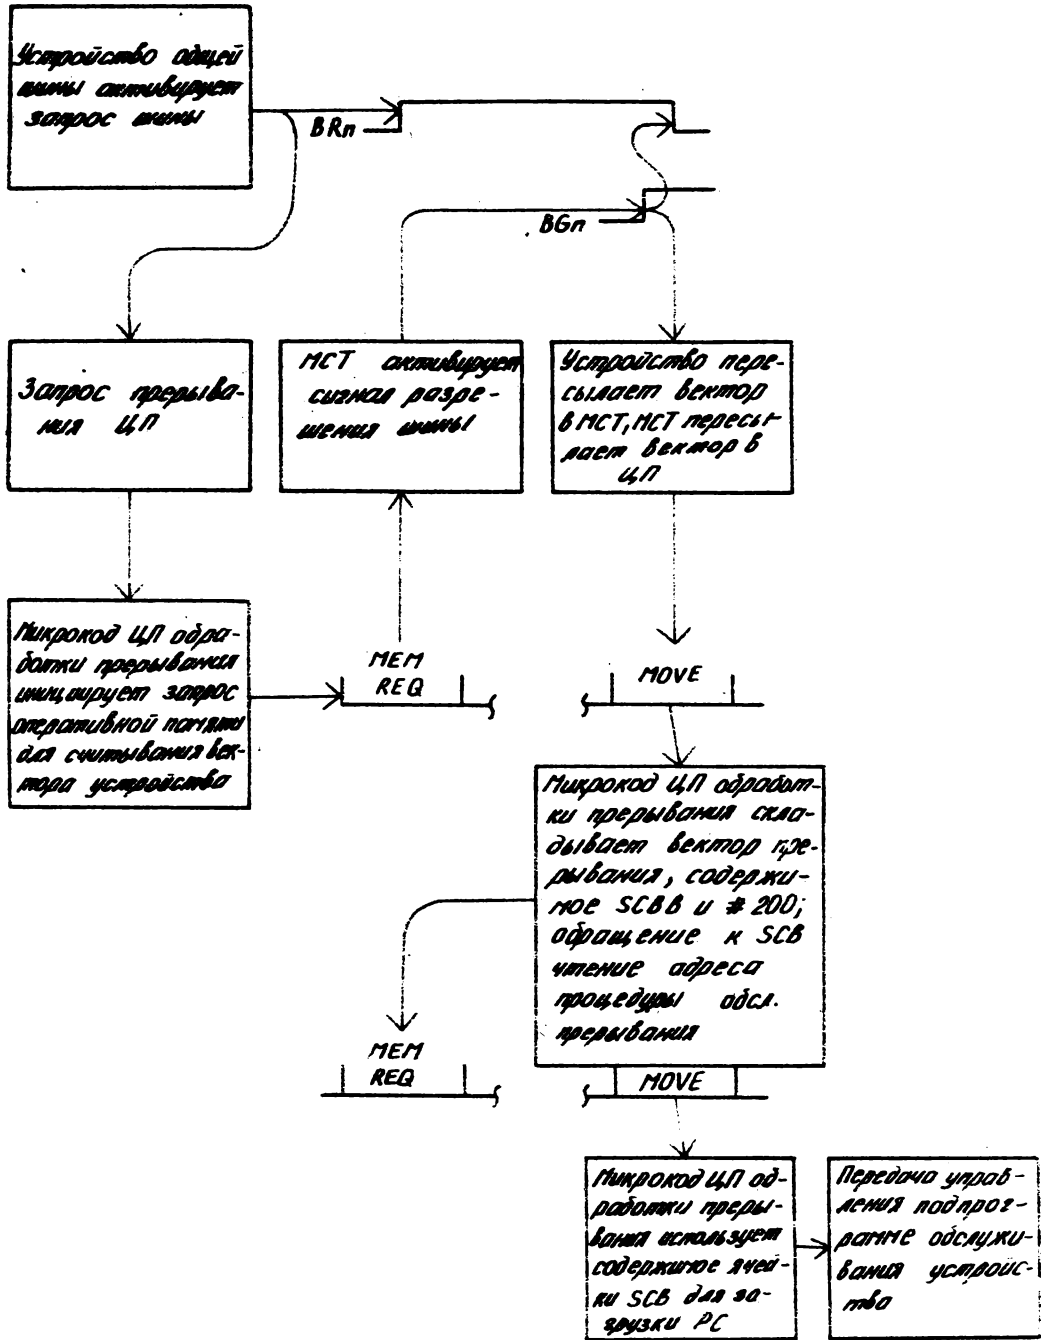 Устройство общей
шины активирует
запрос шины
BRn
BGn
Запрос прерыва-
ния ЦП
МСТ активирует
сигнал разре-
шения шины
Устройство пере-
сылает вектор
в МСТ, МСТ пересы-
лает вектор в
ЦП
Микрокод ЦП обра-
ботки прерывания
инициирует запрос
оперативной памяти
для считывания век-
тора устройства
MEM
REQ
MOVE
Микрокод ЦП обработ-
ки прерывания скла-
дывает вектор пре-
рывания, содержи-
мое SCBB и # 200;
обращение к SCB
чтение адреса
процедуры обсл.
прерывания
MEM
REQ
MOVE
Микрокод ЦП об-
работки преры-
вания использует
содержимое ячей-
ки SCB для за-
грузки PC
Передача управ-
ления подпрог-
рамме обслужи-
вания устройс-
тва